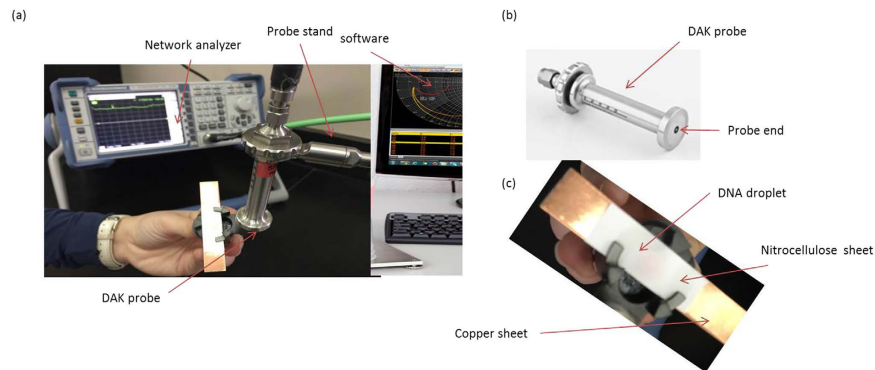 (a)
Network analyzer
Probe stand
software
DAK probe
(b)
DAK probe
Probe end
(c)
DNA droplet
Nitrocellulose sheet
Copper sheet